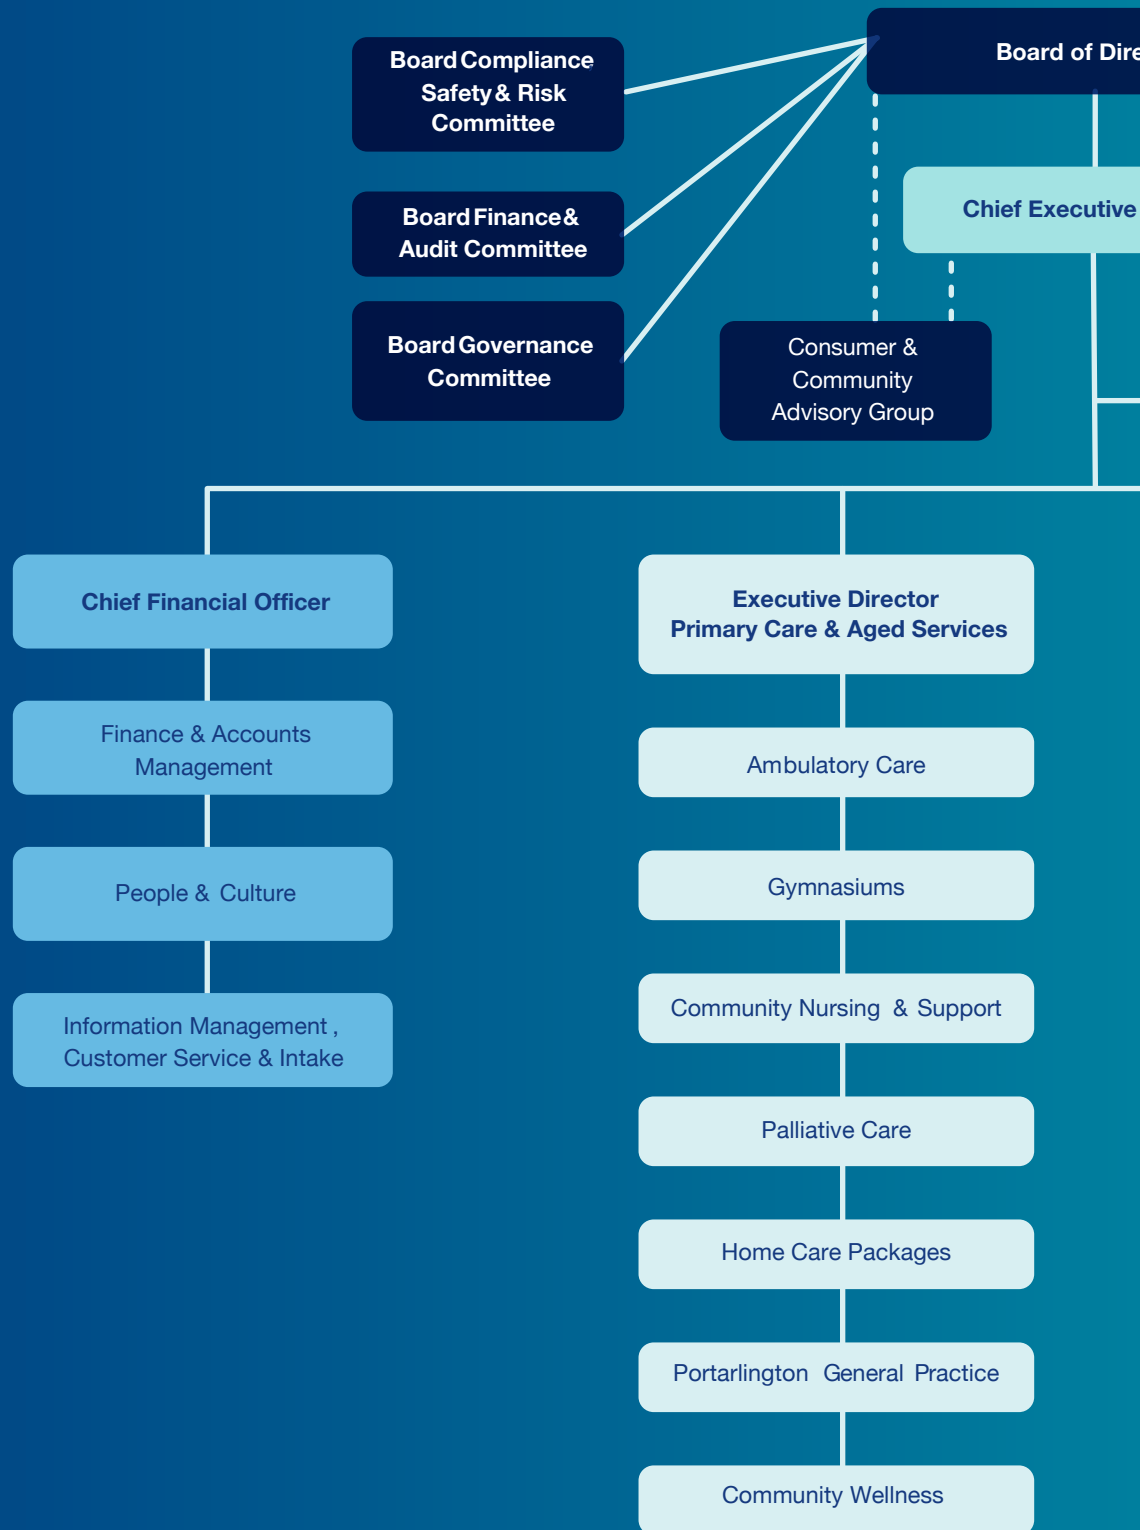 Board Compliance
Safety & Risk
Committee
Board of Dire
Chief Executive
Board Finance &
Audit Committee
Board Governance
Committee
Consumer &
Community
Advisory Group
Chief Financial Officer
Finance & Accounts
Management
People & Culture
Information Management ,
Customer Service & Intake
Executive Director
Primary Care & Aged Services
Ambulatory Care
Gymnasiums
Community Nursing & Support
Palliative Care
Home Care Packages
Portarlington General Practice
Community Wellness